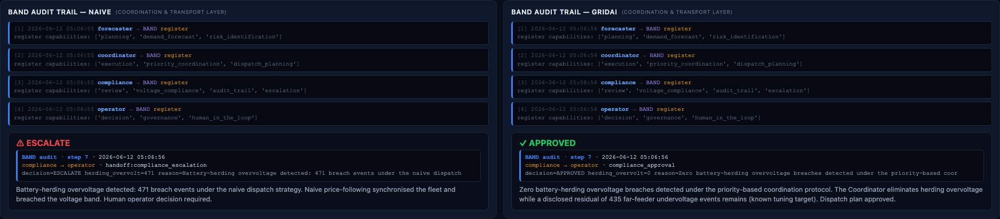 BAND AUDIT TRAIL — NAIVE (COORDINATION & TRANSPORT LAYER)
[1] 2026-06-12 05:06:55 forecaster → BAND register
register capabilities: ['planning', 'demand_forecast', 'risk_identification']
[2] 2026-06-12 05:06:55 coordinator → BAND register
register capabilities: ['execution', 'priority_coordination', 'dispatch_planning']
[3] 2026-06-12 05:06:55 compliance → BAND register
register capabilities: ['review', 'voltage_compliance', 'audit_trail', 'escalation']
[4] 2026-06-12 05:06:55 operator → BAND register
register capabilities: ['decision', 'governance', 'human_in_the_loop']
⚠ ESCALATE
BAND audit · step 7 · 2026-06-12 05:06:56
compliance → operator · handoff:compliance_escalation
decision=ESCALATE herding_overvolt=471 reason=Battery-herding overvoltage detected: 471 breach events under the naive dispatch
Battery-herding overvoltage detected: 471 breach events under the naive dispatch strategy. Naive price-following synchronised the fleet and
breached the voltage band. Human operator decision required.
BAND AUDIT TRAIL — GRIDAI (COORDINATION & TRANSPORT LAYER)
[1] 2026-06-12 05:06:56 forecaster → BAND register
register capabilities: ['planning', 'demand_forecast', 'risk_identification']
[2] 2026-06-12 05:06:56 coordinator → BAND register
register capabilities: ['execution', 'priority_coordination', 'dispatch_planning']
[3] 2026-06-12 05:06:56 compliance → BAND register
register capabilities: ['review', 'voltage_compliance', 'audit_trail', 'escalation']
[4] 2026-06-12 05:06:56 operator → BAND register
register capabilities: ['decision', 'governance', 'human_in_the_loop']
✓ APPROVED
BAND audit · step 7 · 2026-06-12 05:06:56
compliance → operator · compliance_approval
decision=APPROVED herding_overvolt=0 reason=Zero battery-herding overvoltage breaches detected under the priority-based coor
Zero battery-herding overvoltage breaches detected under the priority-based coordination protocol. The Coordinator eliminates herding overvoltage
while a disclosed residual of 435 far-feeder undervoltage events remains (known tuning target). Dispatch plan approved.